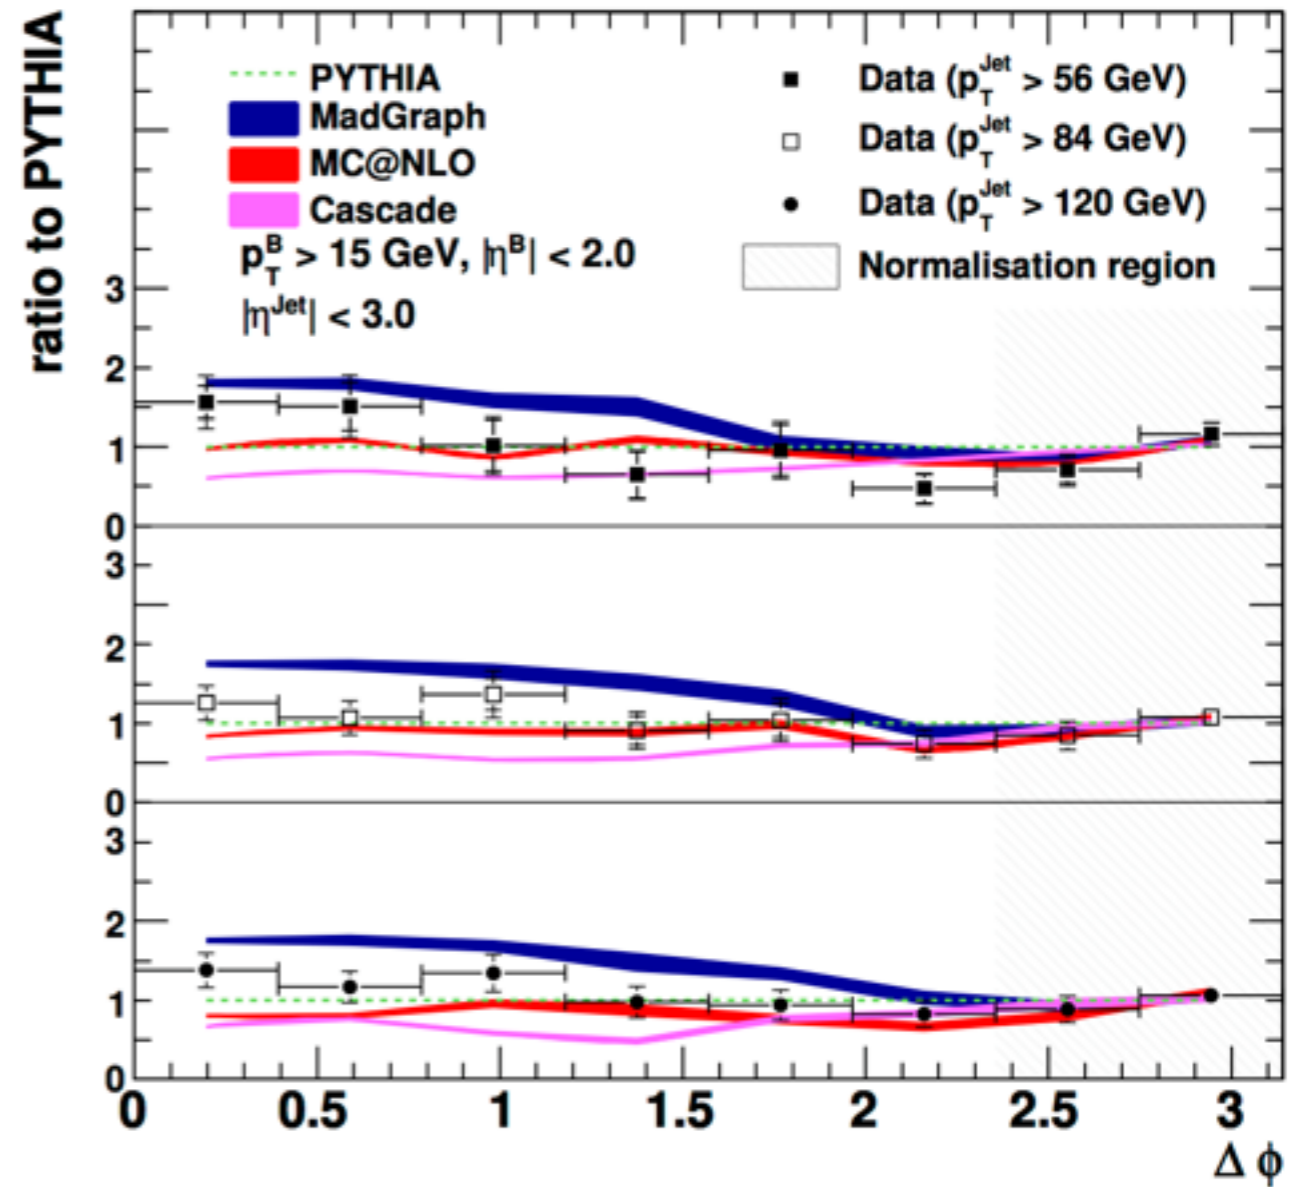 ratio to PYTHIA
PYTHIA
MadGraph
MC@NLO
Cascade
p_T^B > 15 GeV, |η^B| < 2.0
|η^Jet| < 3.0
Data (p_T^Jet > 56 GeV)
Data (p_T^Jet > 84 GeV)
Data (p_T^Jet > 120 GeV)
Normalisation region
3
2
1
0
3
2
1
0
3
2
1
0
0 0.5 1 1.5 2 2.5 3
Δ ϕ